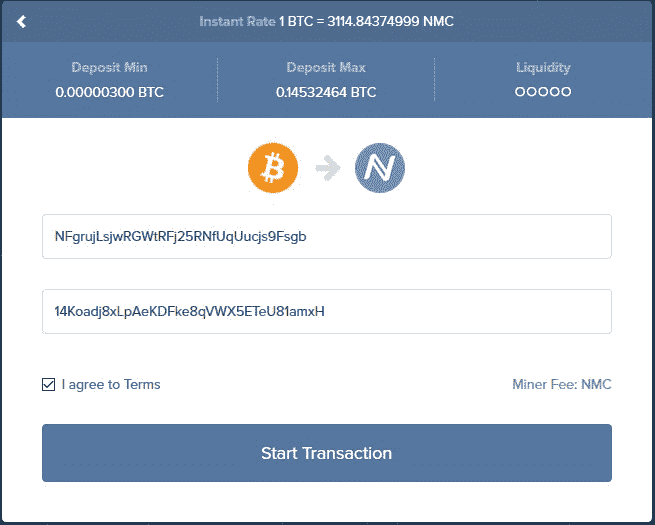 Instant Rate 1 BTC = 3114.84374999 NMC
Deposit Min
0.00000300 BTC
Deposit Max
0.14532464 BTC
Liquidity
NFgrujLsjwRGWtRFj25RNfUqUucjs9Fsgb
14Koadj8xLpAeKDFke8qVWX5ETeU81amxH
I agree to Terms
Miner Fee: NMC
Start Transaction